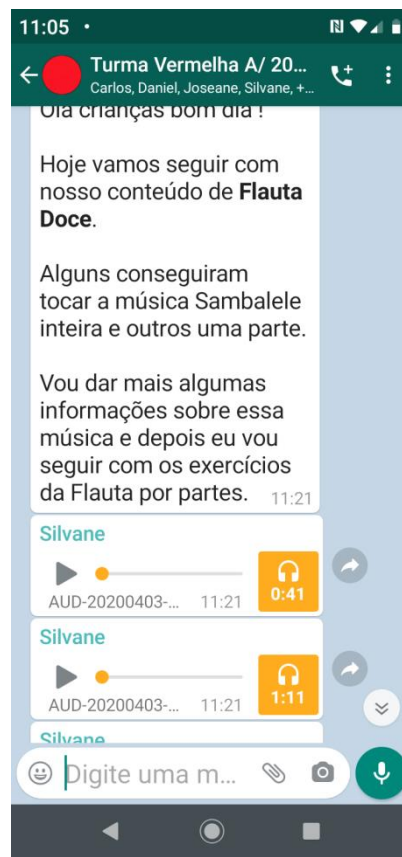 11:05
Turma Vermelha A/ 20...
Carlos, Daniel, Joseane, Silvane, +...
Olá crianças bom dia !
Hoje vamos seguir com
nosso conteúdo de Flauta
Doce.
Alguns conseguiram
tocar a música Sambalele
inteira e outros uma parte.
Vou dar mais algumas
informações sobre essa
música e depois eu vou
seguir com os exercícios
da Flauta por partes. 11:21
Silvane
0:41
AUD-20200403-... 11:21
Silvane
1:11
AUD-20200403-... 11:21
Silvane
Digite uma m...